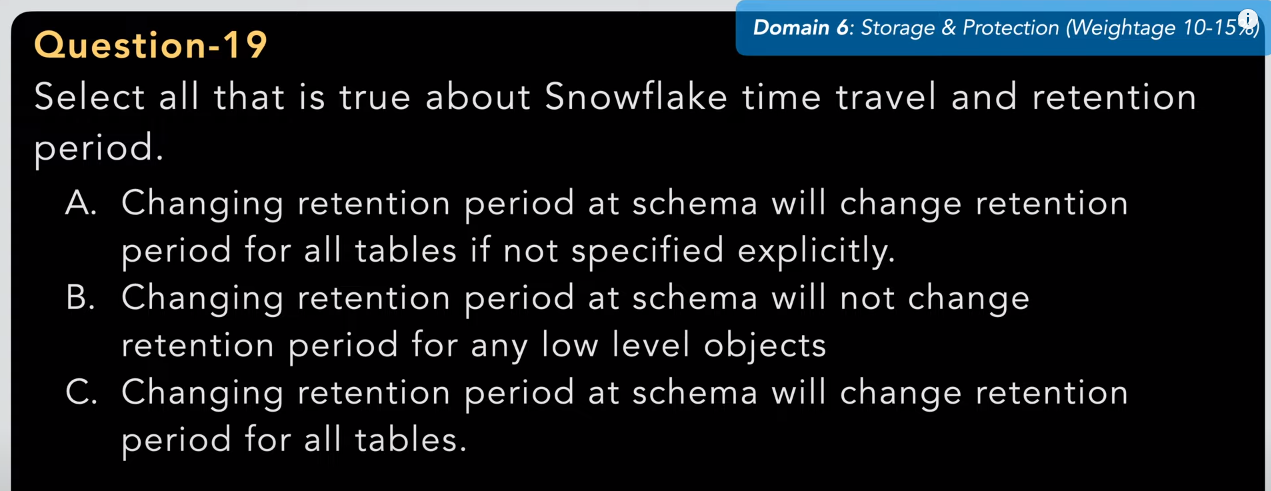 Domain 6: Storage & Protection (Weightage 10-15%)
Question-19
Select all that is true about Snowflake time travel and retention
period.
A. Changing retention period at schema will change retention
period for all tables if not specified explicitly.
B. Changing retention period at schema will not change
retention period for any low level objects
C. Changing retention period at schema will change retention
period for all tables.